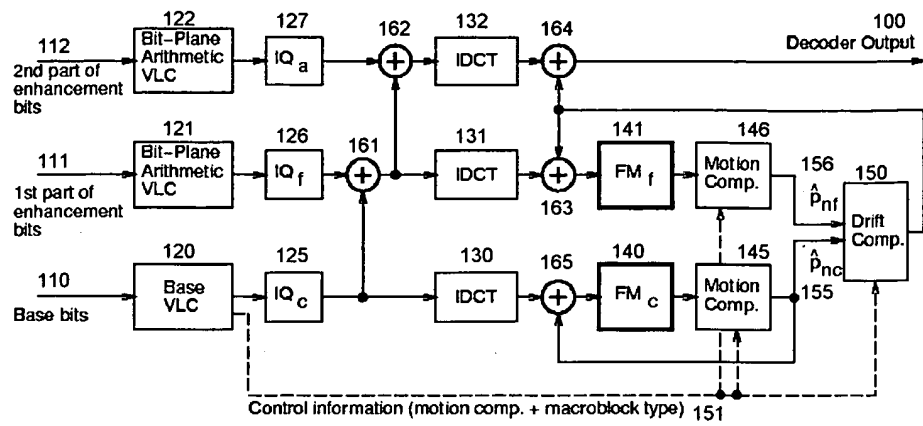 122
127
132
100
112
Bit-Plane
Arithmetic
VLC
IQ a
162
IDCT
164
Decoder Output
2nd part of
enhancement
bits
121
126
161
131
141
146
111
Bit-Plane
Arithmetic
VLC
IQ f
IDCT
FM f
Motion
Comp.
156
150
1st part of
enhancement
bits
163
p̂ nf
Drift
Comp.
120
125
130
165
140
145
p̂ nc
110
Base
VLC
IQ c
IDCT
FM c
Motion
Comp.
155
Base bits
Control information (motion comp. + macroblock type) 151